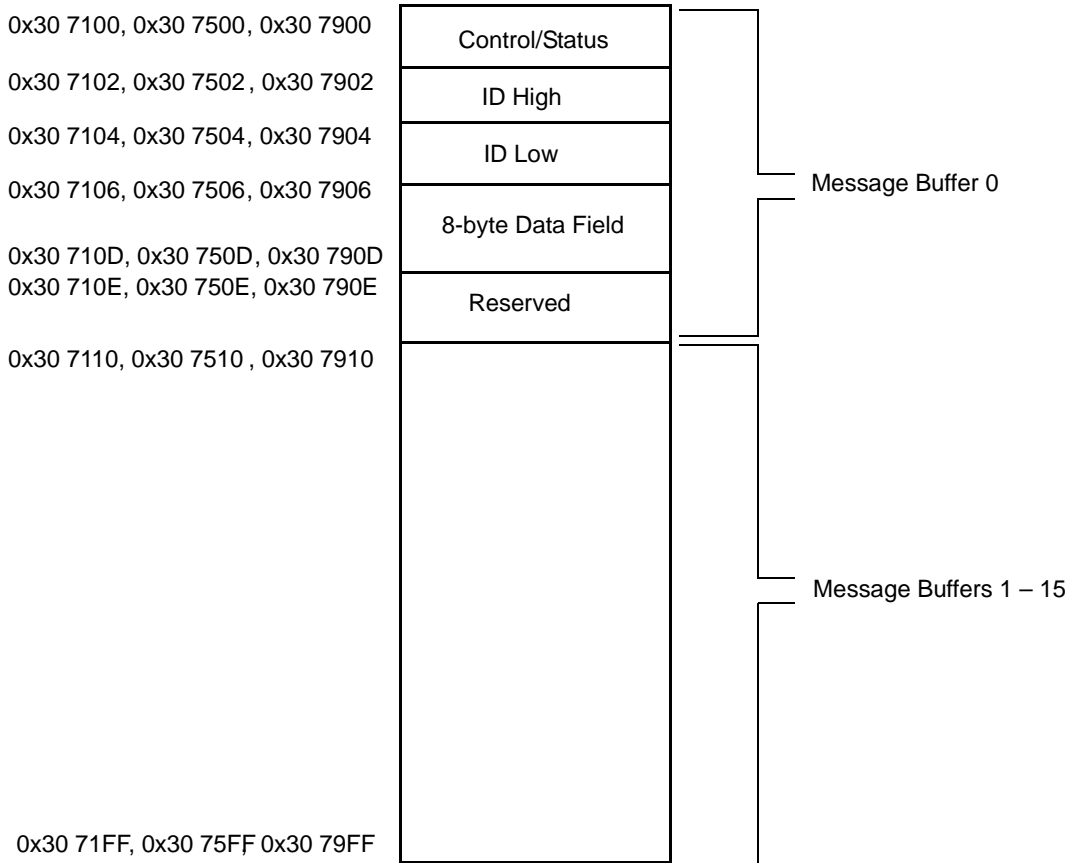 0x30 7100, 0x30 7500, 0x30 7900
Control/Status
0x30 7102, 0x30 7502, 0x30 7902
ID High
0x30 7104, 0x30 7504, 0x30 7904
ID Low
0x30 7106, 0x30 7506, 0x30 7906
Message Buffer 0
8-byte Data Field
0x30 710D, 0x30 750D, 0x30 790D
0x30 710E, 0x30 750E, 0x30 790E
Reserved
0x30 7110, 0x30 7510, 0x30 7910
Message Buffers 1 – 15
0x30 71FF, 0x30 75FF, 0x30 79FF